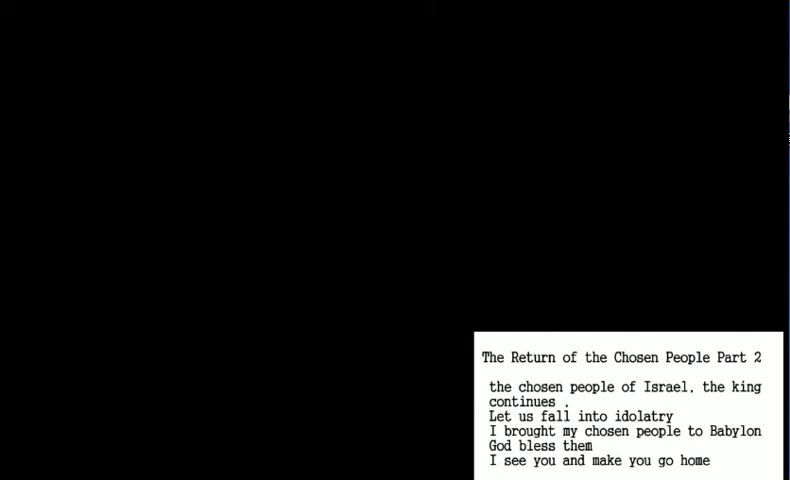 The Return of the Chosen People Part 2
the chosen people of Israel, the king
continues ,
Let us fall into idolatry
I brought my chosen people to Babylon
God bless them
I see you and make you go home